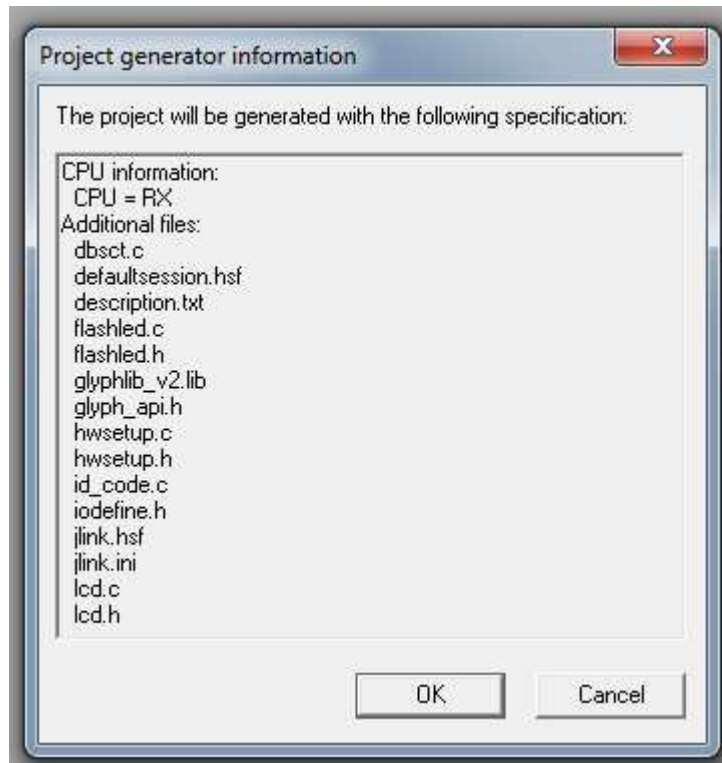 Project generator information
The project will be generated with the following specification:
CPU information:
CPU = RX
Additional files:
dbsct.c
defaultsession.hsf
description.txt
flashled.c
flashled.h
glyphlib_v2.lib
glyph_api.h
hwsetup.c
hwsetup.h
id_code.c
iodefine.h
jlink.hsf
jlink.ini
lcd.c
lcd.h
OK
Cancel